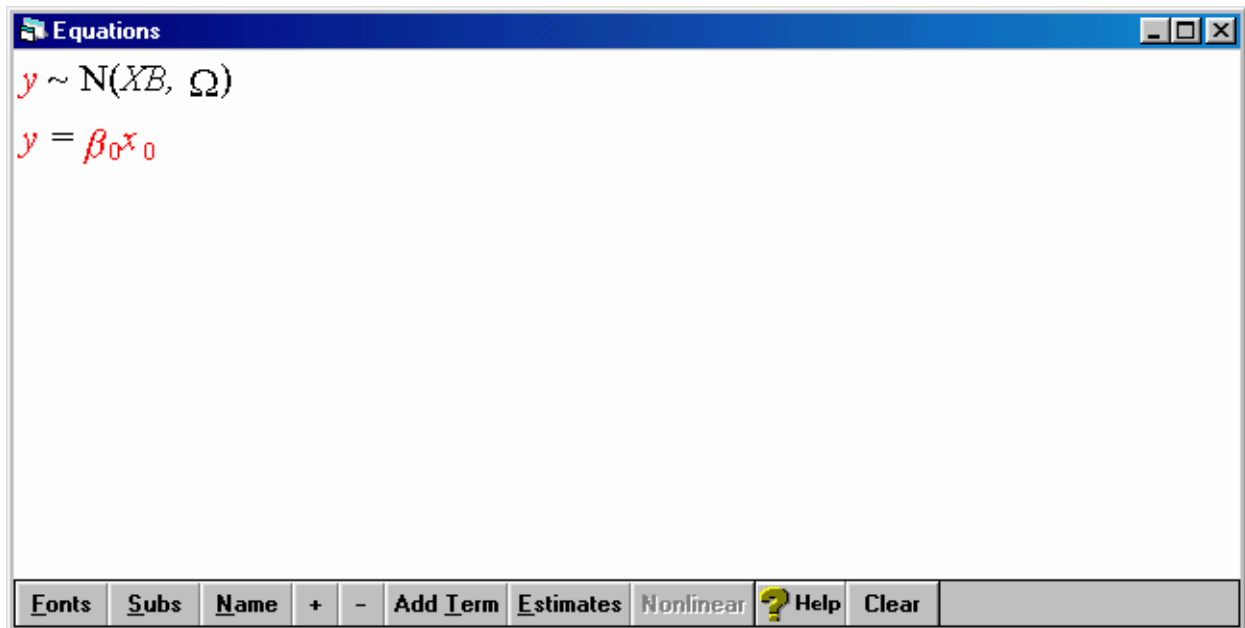 Equations
y ~ N(XB, Ω)
y = β₀x₀
Fonts Subs Name + - Add Term Estimates Nonlinear ? Help Clear